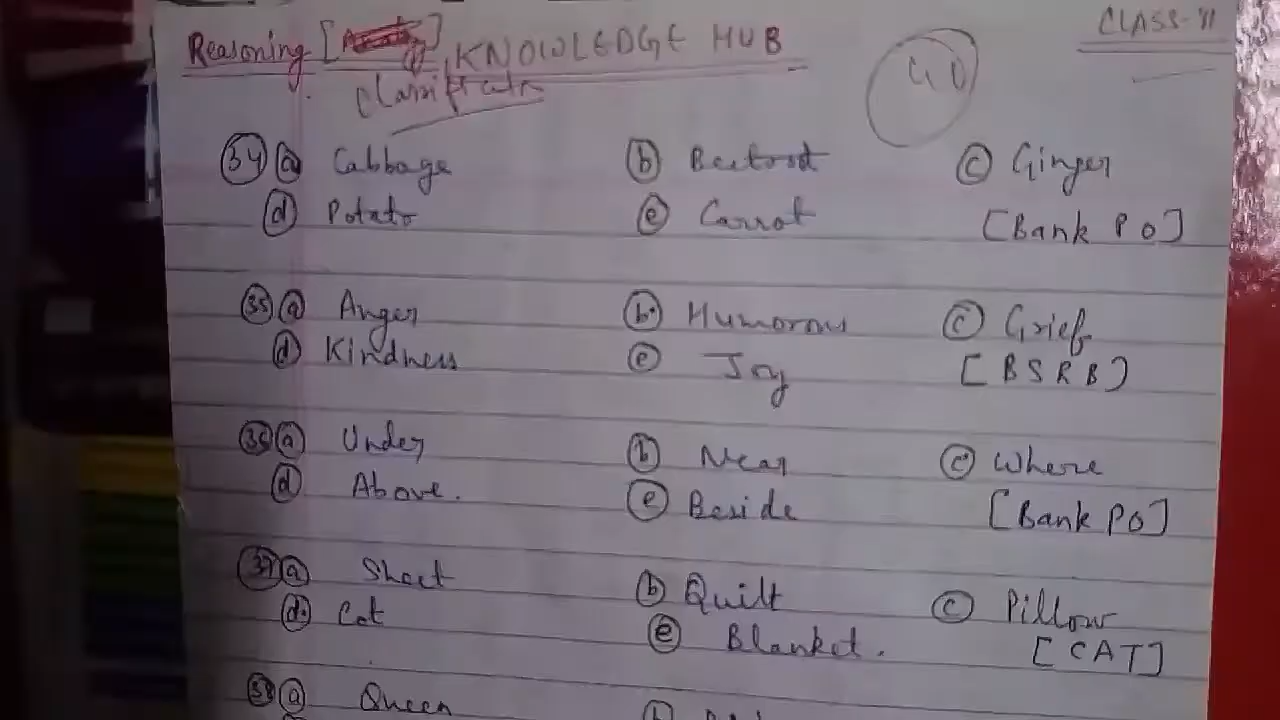 Reasoning [ ] KNOWLEDGE HUB
CLASS-11
40
(34) (a) Cabbage (b) Beetroot (c) Ginger
(d) Potato (e) Carrot [Bank PO]
(35) (a) Anger (b) Humorous (c) Grief
(d) Kindness (e) Joy [BSRB]
(36) (a) Under (b) Near (c) Where
(d) Above. (e) Beside [Bank PO]
(37) (a) Sheet (b) Quilt (c) Pillow
(d) Cot (e) Blanket. [CAT]
(38) (a) Queen (b)